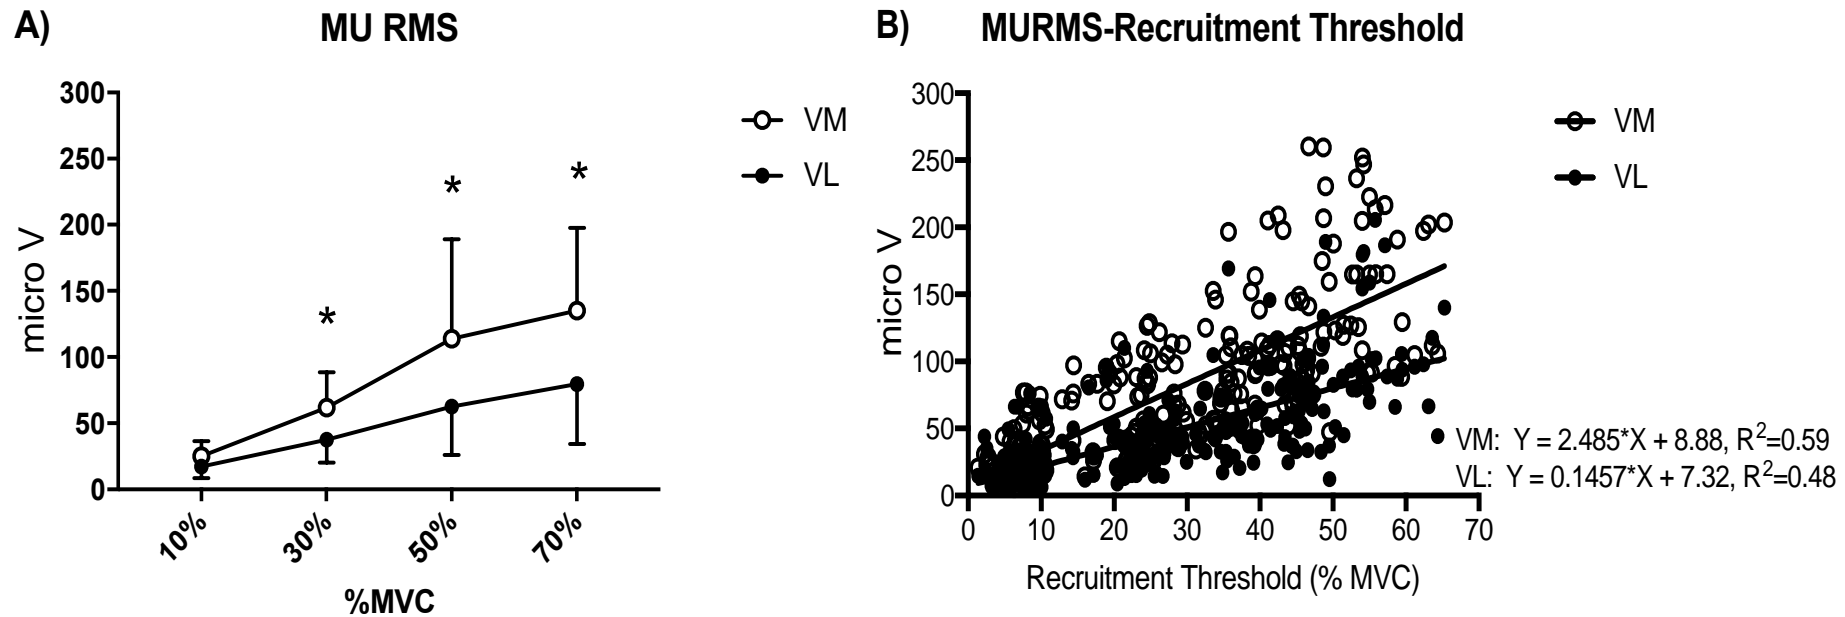 A)
MU RMS
300
250
200
150
100
50
0
micro V
*
*
*
10%
30%
50%
70%
%MVC
VM
VL
B)
MURMS-Recruitment Threshold
300
250
200
150
100
50
0
micro V
0 10 20 30 40 50 60 70
Recruitment Threshold (% MVC)
VM
VL
VM: Y = 2.485*X + 8.88, R²=0.59
VL: Y = 0.1457*X + 7.32, R²=0.48